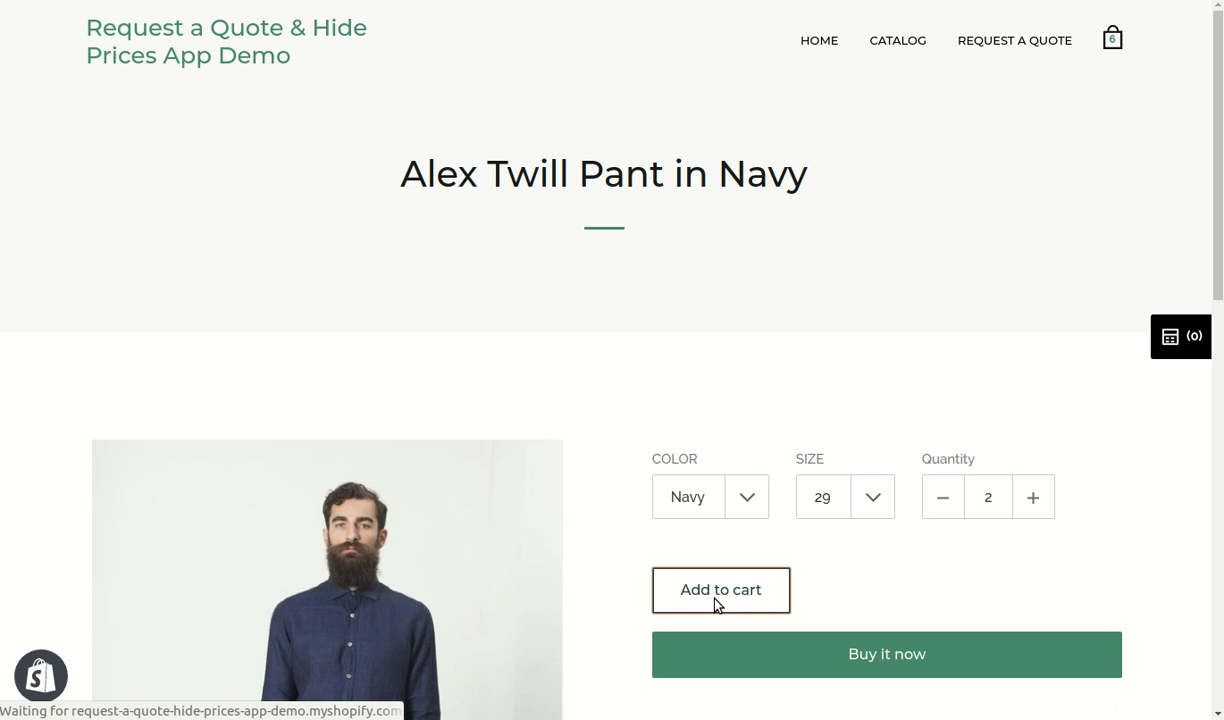 Request a Quote & Hide
Prices App Demo
HOME
CATALOG
REQUEST A QUOTE
6
Alex Twill Pant in Navy
(0)
COLOR
SIZE
Quantity
Navy
29
2
Add to cart
Buy it now
S
Waiting for request-a-quote-hide-prices-app-demo.myshopify.com